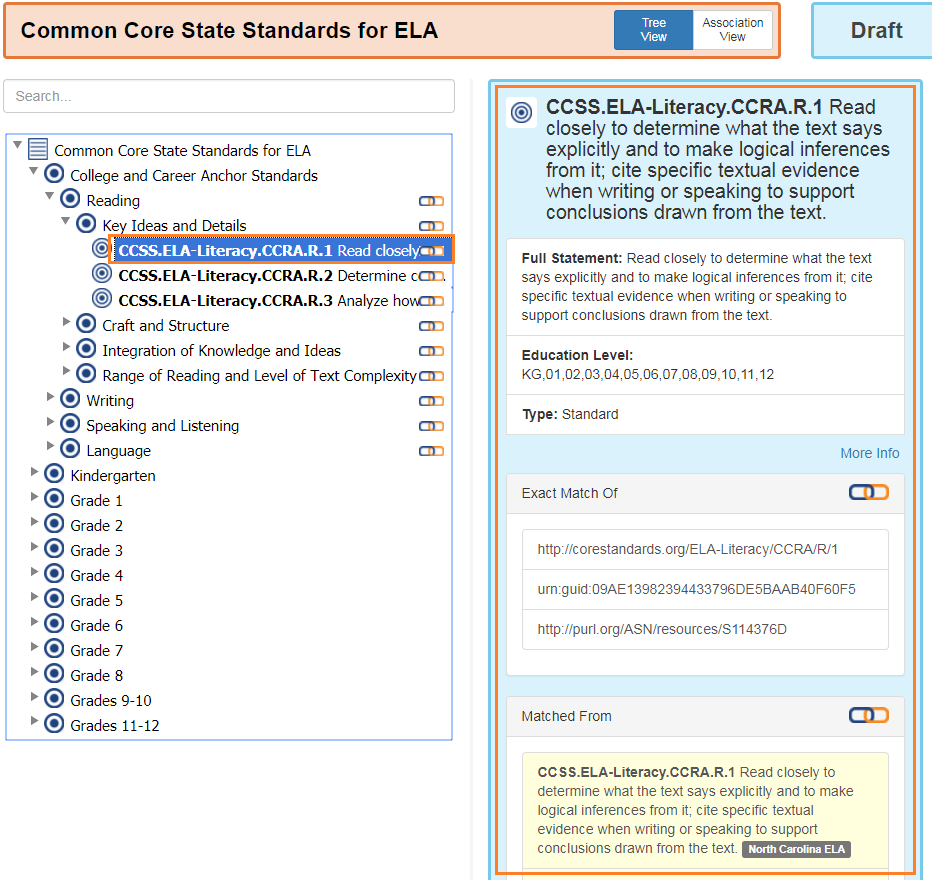 Common Core State Standards for ELA
Tree
View
Association
View
Draft
Search...
Common Core State Standards for ELA
College and Career Anchor Standards
Reading
Key Ideas and Details
CCSS.ELA-Literacy.CCRA.R.1 Read closely
CCSS.ELA-Literacy.CCRA.R.2 Determine
CCSS.ELA-Literacy.CCRA.R.3 Analyze how
Craft and Structure
Integration of Knowledge and Ideas
Range of Reading and Level of Text Complexity
Writing
Speaking and Listening
Language
Kindergarten
Grade 1
Grade 2
Grade 3
Grade 4
Grade 5
Grade 6
Grade 7
Grade 8
Grades 9-10
Grades 11-12
CCSS.ELA-Literacy.CCRA.R.1 Read
closely to determine what the text says
explicitly and to make logical inferences
from it; cite specific textual evidence
when writing or speaking to support
conclusions drawn from the text.
Full Statement: Read closely to determine what the text
says explicitly and to make logical inferences from it; cite
specific textual evidence when writing or speaking to
support conclusions drawn from the text.
Education Level:
KG,01,02,03,04,05,06,07,08,09,10,11,12
Type: Standard
More Info
Exact Match Of
http://corestandards.org/ELA-Literacy/CCRA/R/1
urn:guid:09AE13982394433796DE5BAAB40F60F5
http://purl.org/ASN/resources/S114376D
Matched From
CCSS.ELA-Literacy.CCRA.R.1 Read closely to
determine what the text says explicitly and to make
logical inferences from it; cite specific textual
evidence when writing or speaking to support
conclusions drawn from the text. North Carolina ELA